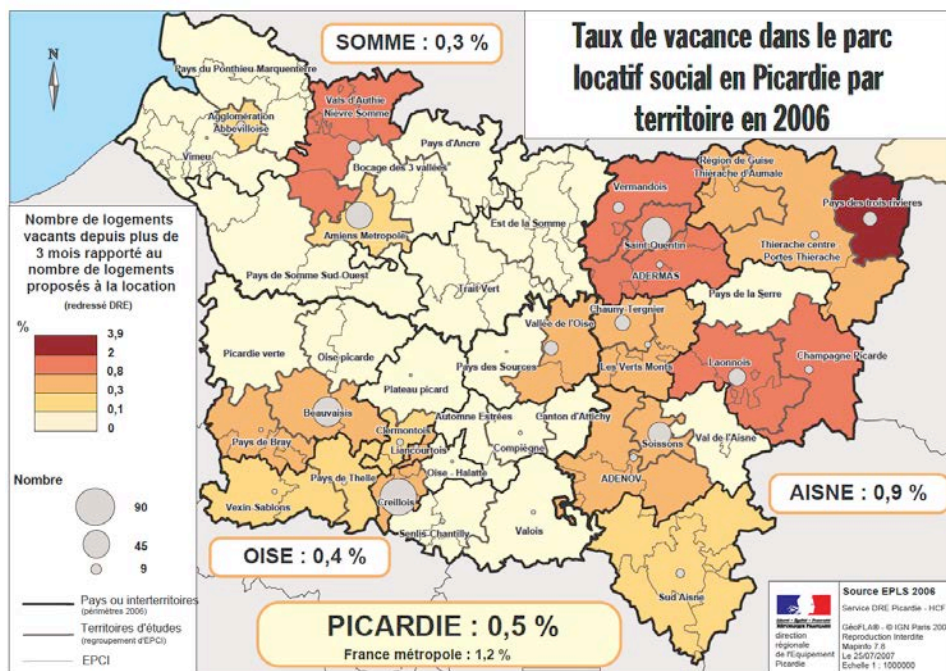 Taux de vacance dans le parc
locatif social en Picardie par
territoire en 2006
SOMME : 0,3 %
N
Pays du Ponthieu Marquenterre
Agglomération
Abbevilloise
Vimeu
Vals d'Authie
Nièvre Somme
Pays d'Ancre
Bocage des 3 vallées
Amiens Metropole
Est de la Somme
Pays de Somme Sud-Ouest
Trait Vert
Vermandois
Saint Quentin
ADERMAS
Région de Guise
Thiérache d'Aumale
Pays des trois rivieres
Thierache centre
Portes Thierache
Pays de la Serre
Chauny-Tergnier
Vallée de l'Oise
Les Verts Monts
Laonnois
Champagne Picarde
Picardie verte
Oise picarde
Plateau picard
Pays des Sources
Beauvaisis
Clermontois
Liancourtois
Automne Estrées
Canton d'Attichy
Compiègne
Soissons
Val de l'Aisne
Pays de Bray
Oise - Halatte
ADENOV
Pays de Thelle
Vexin-Sablons
Creillois
Senlis-Chantilly
Valois
Sud Aisne
Nombre de logements
vacants depuis plus de
3 mois rapporté au
nombre de logements
proposés à la location
(redressé DRE)
%
3,9
2
0,8
0,3
0,1
0
Nombre
90
45
9
Pays ou interterritoires
(périmètres 2006)
Territoires d'études
(regroupement d'EPCI)
EPCI
AISNE : 0,9 %
OISE : 0,4 %
PICARDIE : 0,5 %
France métropole : 1,2 %
direction
régionale
de l'Equipement
Picardie
Source EPLS 2006
Service DRE Picardie - HCF
GéoFLA® - © IGN Paris 200
Reproduction Interdite
Mapinfo 7.8
Le 25/07/2007
Echelle 1 : 1000000